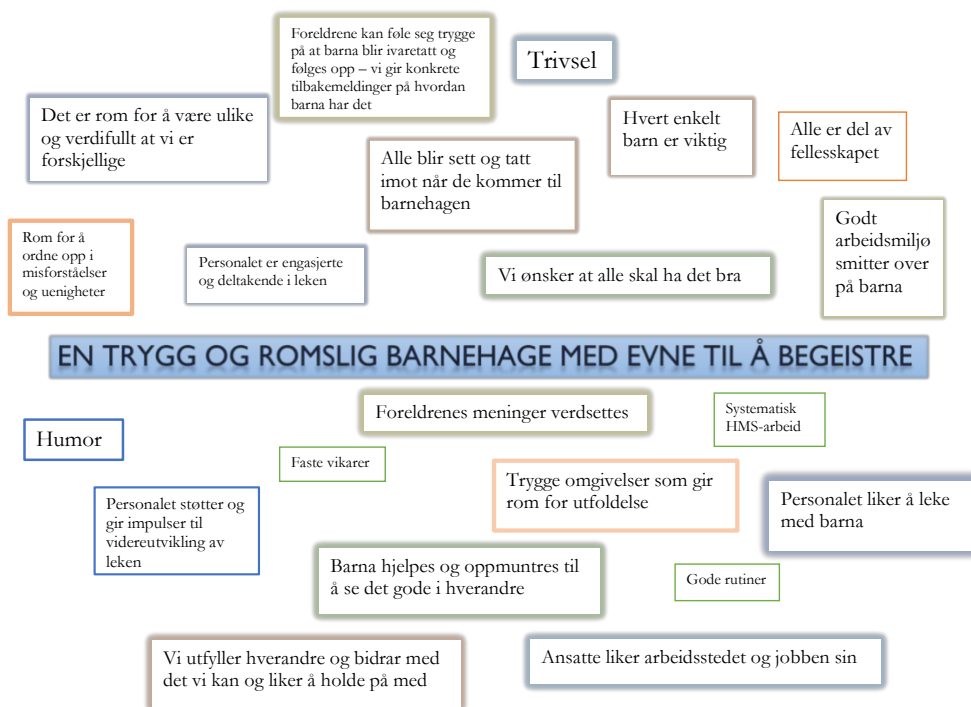 Foreldrene kan føle seg trygge
på at barna blir ivaretatt og
følges opp – vi gir konkrete
tilbakemeldinger på hvordan
barna har det
Trivsel
Det er rom for å være ulike
og verdifullt at vi er
forskjellige
Hvert enkelt
barn er viktig
Alle er del av
fellesskapet
Alle blir sett og tatt
imot når de kommer til
barnehagen
Rom for å
ordne opp i
misforståelser
og uenigheter
Personalet er engasjerte
og deltakende i leken
Vi ønsker at alle skal ha det bra
Godt
arbeidsmiljø
smitter over
på barna
EN TRYGG OG ROMSLIG BARNEHAGE MED EVNE TIL Å BEGEISTRE
Foreldrenes meninger verdsettes
Systematisk
HMS-arbeid
Humor
Faste vikarer
Trygge omgivelser som gir
rom for utfoldelse
Personalet støtter og
gir impulser til
videreutvikling av
leken
Personalet liker å leke
med barna
Barna hjelpes og oppmuntres til
å se det gode i hverandre
Gode rutiner
Vi utfyller hverandre og bidrar med
det vi kan og liker å holde på med
Ansatte liker arbeidsstedet og jobben sin